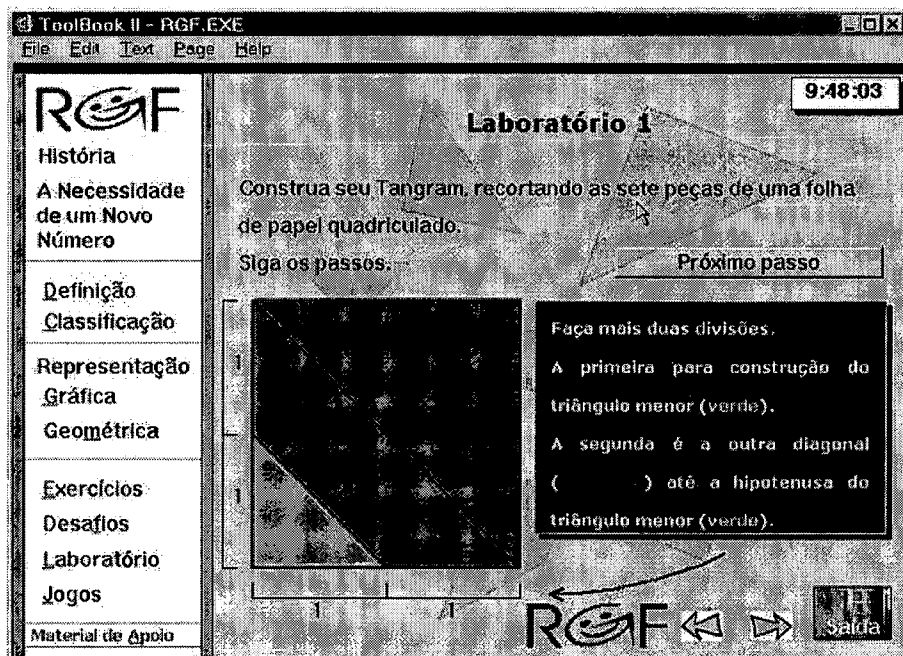 ToolBook II - RGF.EXE
File Edit Text Page Help
RGF
História
A Necessidade
de um Novo
Número
Definição
Classificação
Representação
Gráfica
Geométrica
Exercícios
Desafios
Laboratório
Jogos
Material de Apoio
9:48:03
Laboratório 1
Construa seu Tangram, recortando as sete peças de uma folha
de papel quadriculado.
Siga os passos.
Próximo passo
1
1
1 1
Faça mais duas divisões.
A primeira para construção do
triângulo menor (verde).
A segunda é a outra diagonal
( ) até a hipotenusa do
triângulo menor (verde).
RGF
Saída